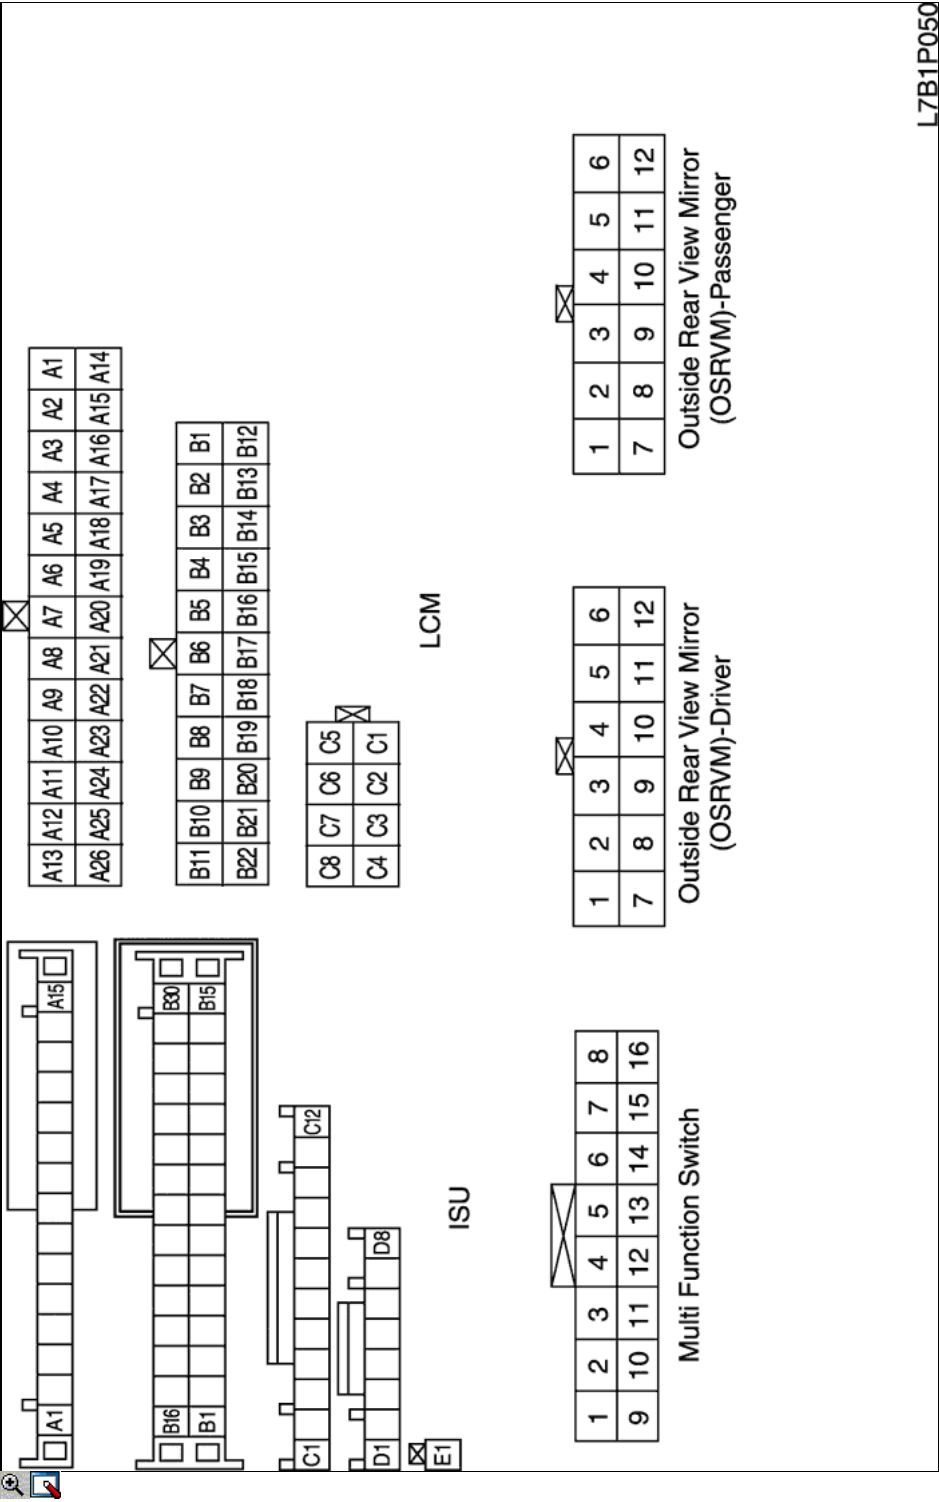 A1 A15
B16 B30
B1 B15
C1 C12
D1 D8
E1
ISU
A13 A12 A11 A10 A9 A8 A7 A6 A5 A4 A3 A2 A1
A26 A25 A24 A23 A22 A21 A20 A19 A18 A17 A16 A15 A14
B11 B10 B9 B8 B7 B6 B5 B4 B3 B2 B1
B22 B21 B20 B19 B18 B17 B16 B15 B14 B13 B12
C8 C7 C6 C5
C4 C3 C2 C1
LCM
1 2 3 4 5 6 7 8
9 10 11 12 13 14 15 16
Multi Function Switch
1 2 3 4 5 6
7 8 9 10 11 12
Outside Rear View Mirror
(OSRVM)-Driver
1 2 3 4 5 6
7 8 9 10 11 12
Outside Rear View Mirror
(OSRVM)-Passenger
L7B1P050